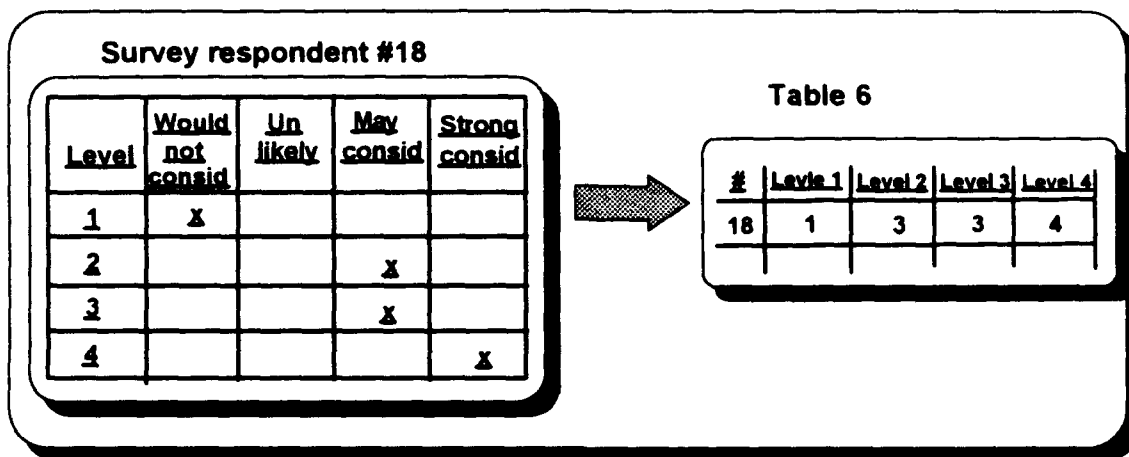 Survey respondent #18
Level Would not consid Un likely May consid Strong consid
1 x
2 x
3 x
4 x
Table 6
# Levle 1 Level 2 Level 3 Level 4
18 1 3 3 4